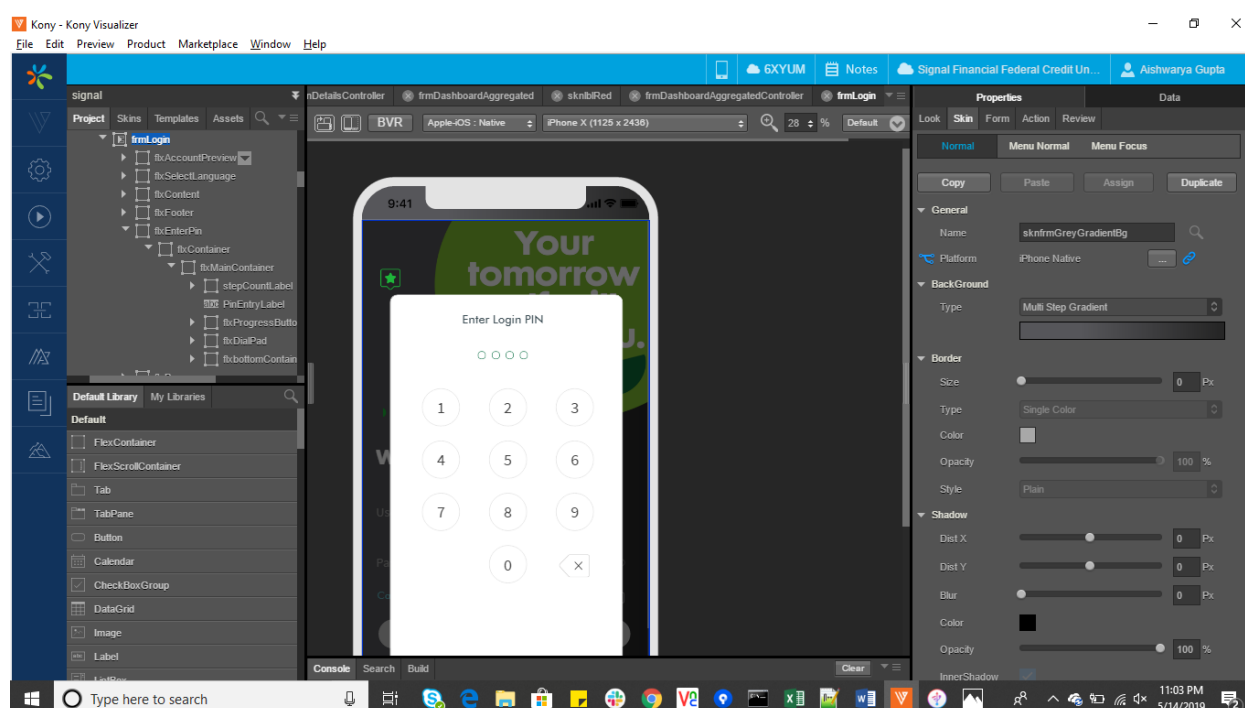 Kony - Kony Visualizer
File Edit Preview Product Marketplace Window Help
6XYUM Notes Signal Financial Federal Credit Un... Aishwarya Gupta
signal
nDetailsController frmDashboardAggregated sknlblRed frmDashboardAggregatedController frmLogin
Properties Data
Project Skins Templates Assets
BVR Apple-iOS : Native iPhone X (1125 x 2436) 28 % Default
Look Skin Form Action Review
frmLogin
flxAccountPreview
flxSelectLanguage
flxContent
flxFooter
flxEnterPin
flxContainer
flxMainContainer
stepCountLabel
PinEntryLabel
flxProgressButto
flxDialPad
flxbottomContain
Default Library My Libraries
Default
FlexContainer
FlexScrollContainer
Tab
TabPane
Button
Calendar
CheckBoxGroup
DataGrid
Image
Label
9:41
Your
tomorrow
Enter Login PIN
1 2 3
4 5 6
7 8 9
0
Console Search Build Clear
Normal Menu Normal Menu Focus
Copy Paste Assign Duplicate
General
Name sknfrmGreyGradientBg
Platform iPhone Native ...
BackGround
Type Multi Step Gradient
Border
Size 0 Px
Type Single Color
Color
Opacity 100 %
Style Plain
Shadow
Dist X 0 Px
Dist Y 0 Px
Blur 0 Px
Color
Opacity 100 %
InnerShadow
Type here to search
11:03 PM
5/14/2019